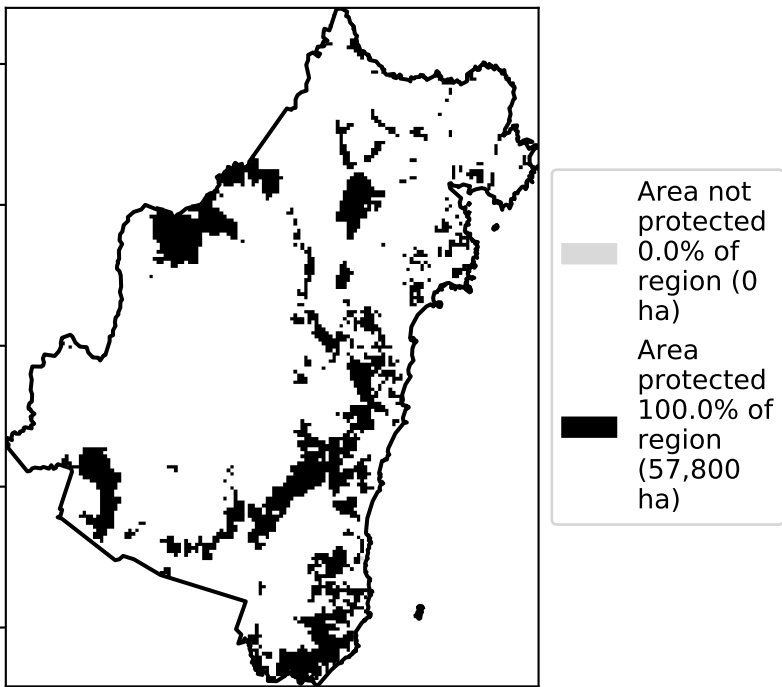 Area not
protected
0.0% of
region (0
ha)
Area
protected
100.0% of
region
(57,800
ha)